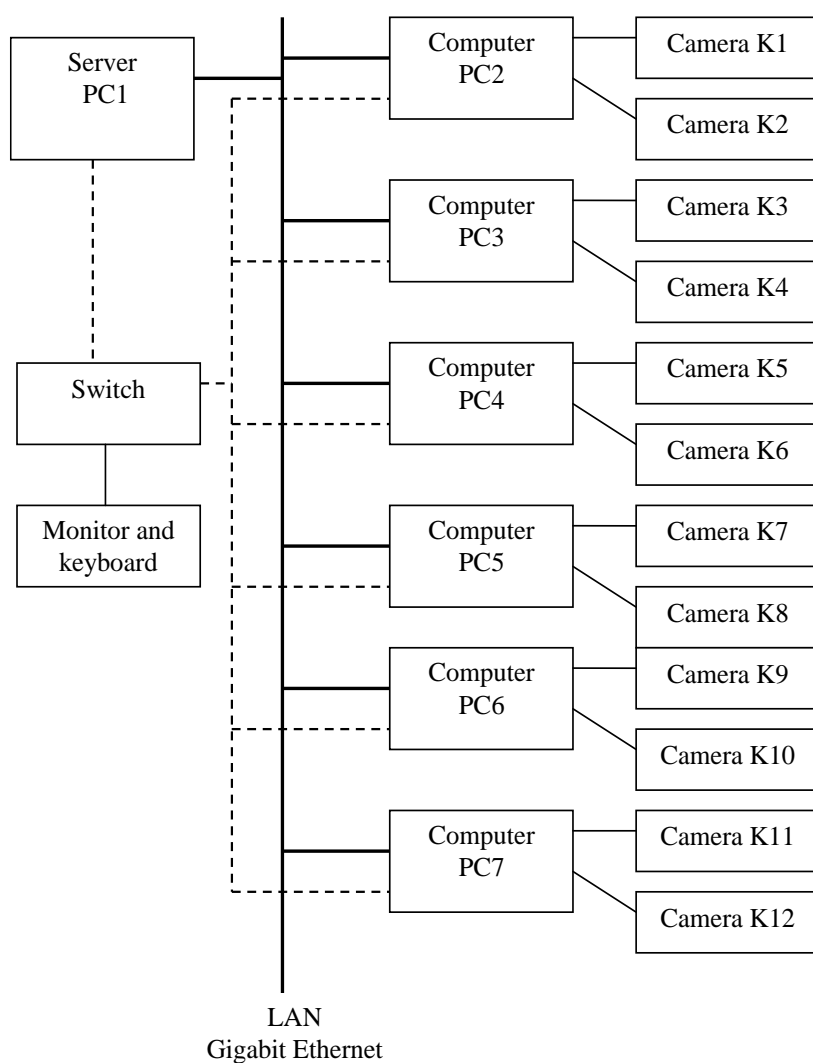 Server
PC1
Switch
Monitor and
keyboard
Computer
PC2
Camera K1
Camera K2
Computer
PC3
Camera K3
Camera K4
Computer
PC4
Camera K5
Camera K6
Computer
PC5
Camera K7
Camera K8
Computer
PC6
Camera K9
Camera K10
Computer
PC7
Camera K11
Camera K12
LAN
Gigabit Ethernet